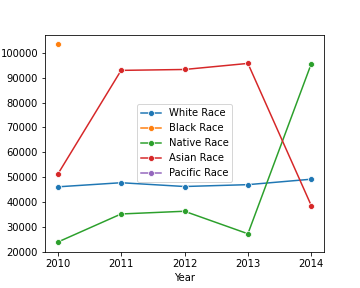 100000
90000
80000
70000
60000
50000
40000
30000
20000
White Race
Black Race
Native Race
Asian Race
Pacific Race
2010 2011 2012 2013 2014
Year